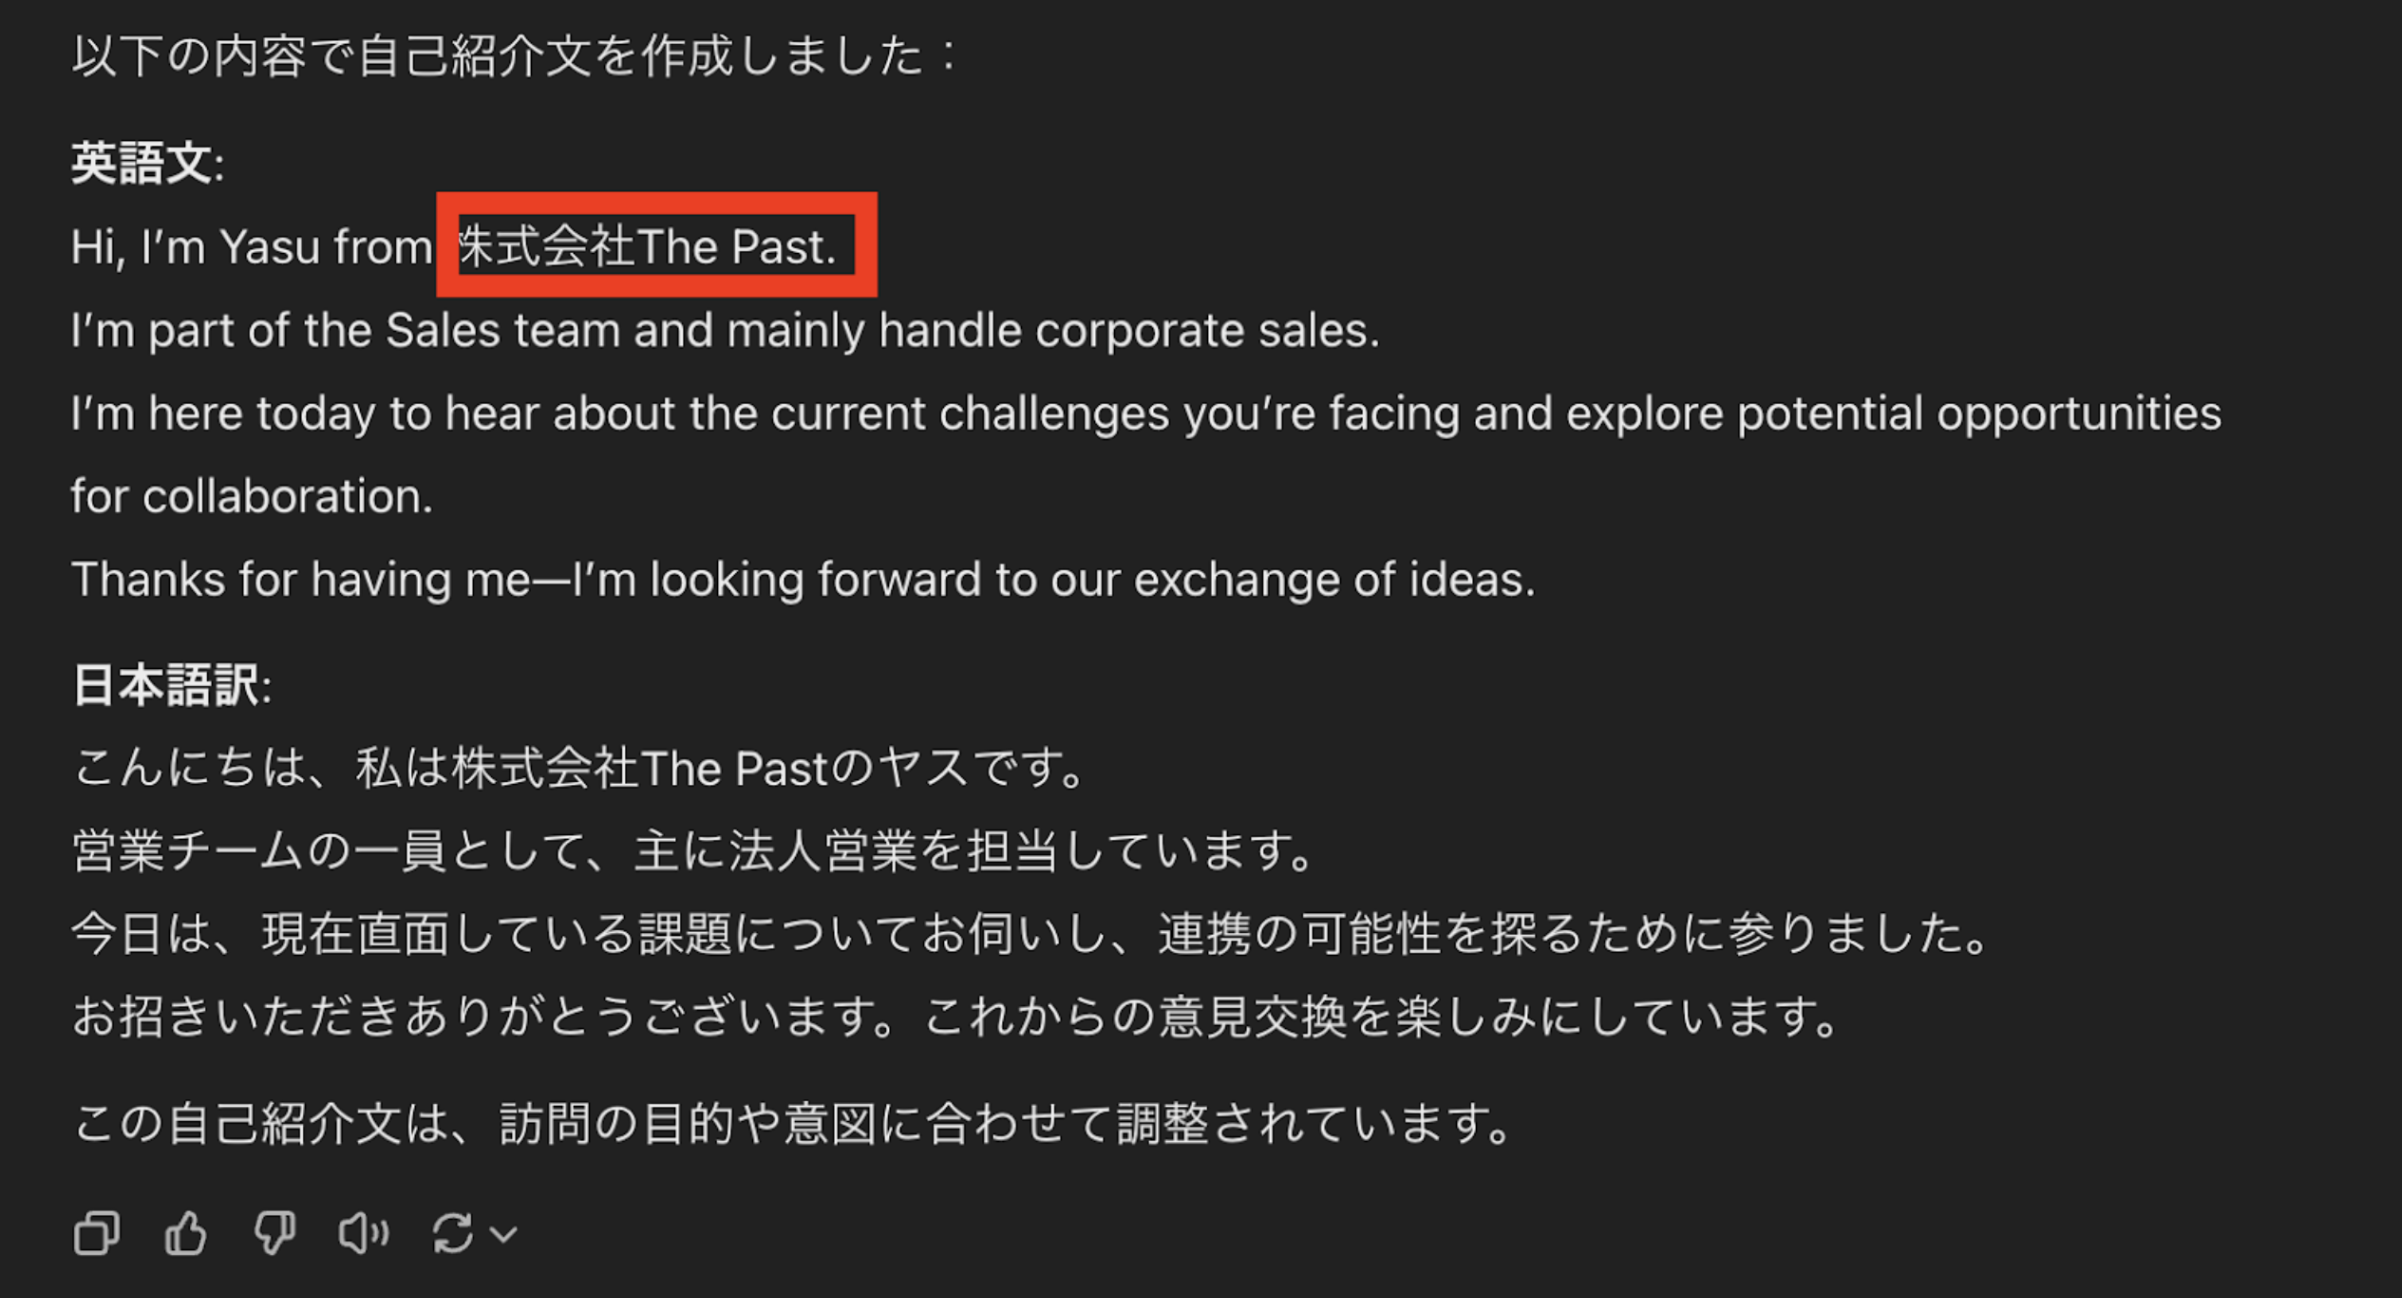 以下の内容で自己紹介文を作成しました：
英語文:
Hi, I’m Yasu from 株式会社The Past.
I’m part of the Sales team and mainly handle corporate sales.
I’m here today to hear about the current challenges you’re facing and explore potential opportunities
for collaboration.
Thanks for having me—I’m looking forward to our exchange of ideas.
日本語訳:
こんにちは、私は株式会社The Pastのヤスです。
営業チームの一員として、主に法人営業を担当しています。
今日は、現在直面している課題についてお伺いし、連携の可能性を探るために参りました。
お招きいただきありがとうございます。これからの意見交換を楽しみにしています。
この自己紹介文は、訪問の目的や意図に合わせて調整されています。